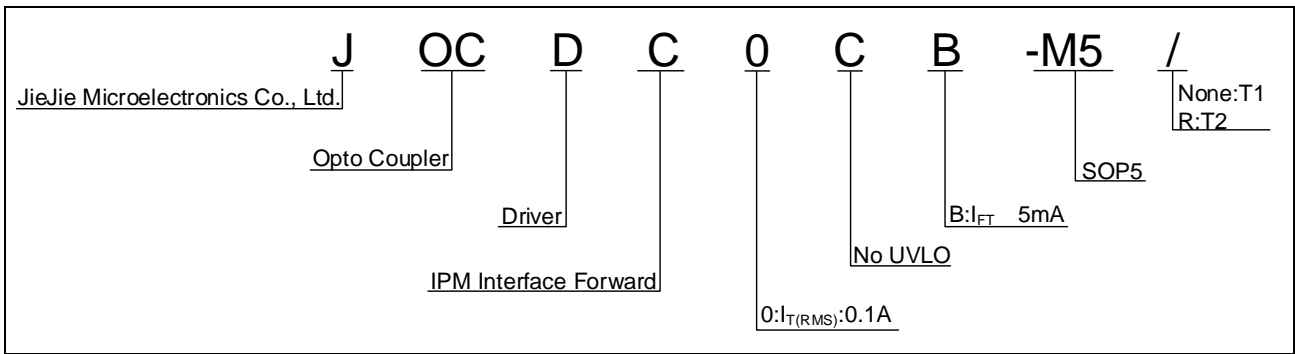 J OC D C 0 C B -M5 /
JieJie Microelectronics Co., Ltd.
None:T1
R:T2
Opto Coupler
SOP5
Driver
B:IFT 5mA
No UVLO
IPM Interface Forward
0:IT(RMS):0.1A